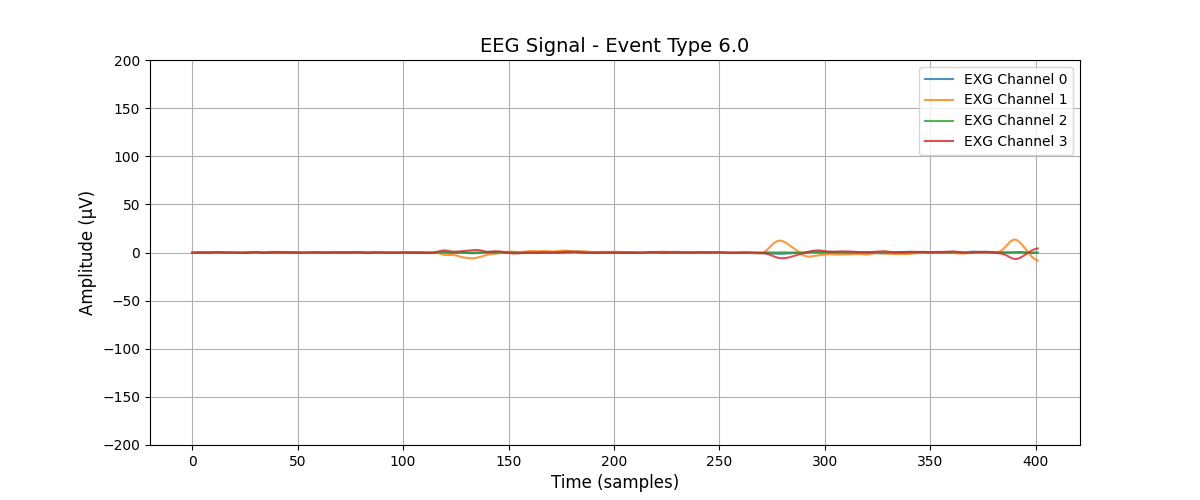 EEG Signal - Event Type 6.0
200
150
100
50
0
−50
−100
−150
−200
Amplitude (µV)
EXG Channel 0
EXG Channel 1
EXG Channel 2
EXG Channel 3
0 50 100 150 200 250 300 350 400
Time (samples)